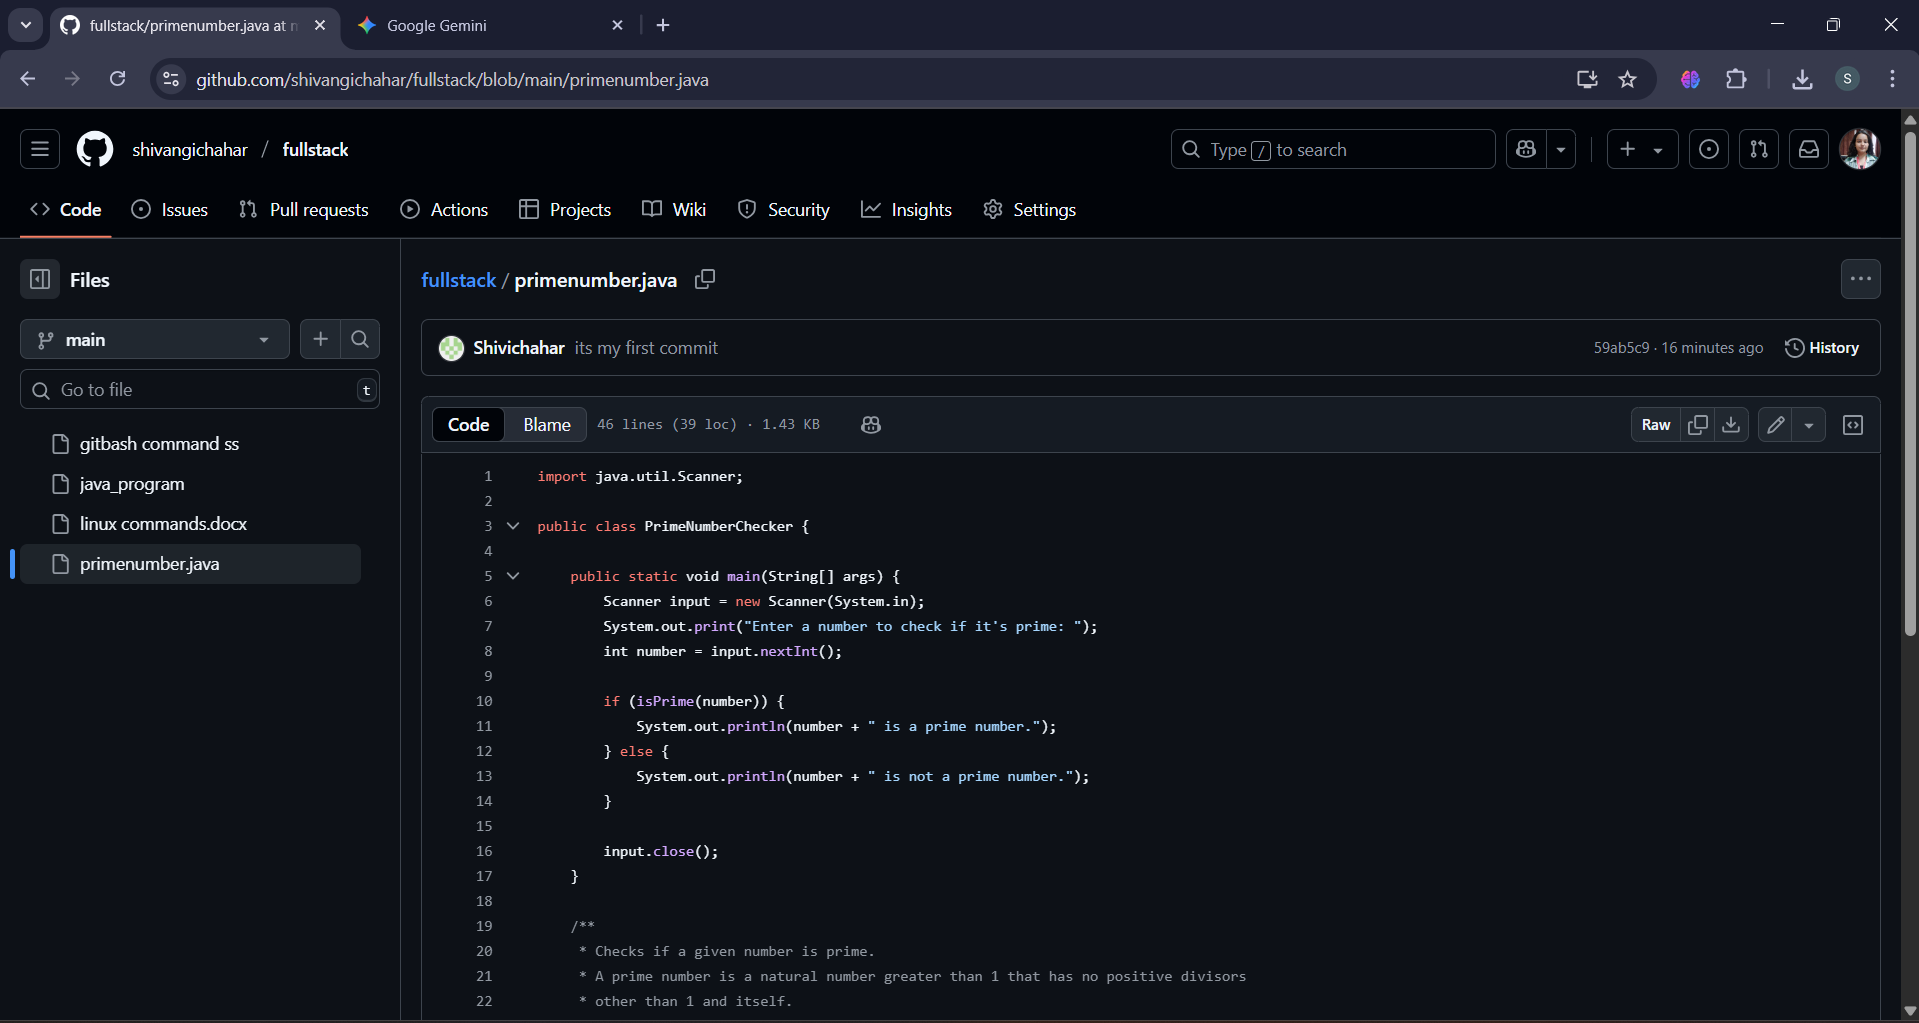 fullstack/primenumber.java at
Google Gemini
github.com/shivangichahar/fullstack/blob/main/primenumber.java
S
shivangichahar / fullstack
Type / to search
Code Issues Pull requests Actions Projects Wiki Security Insights Settings
Files
fullstack / primenumber.java
main
Shivichahar its my first commit
59ab5c9 · 16 minutes ago History
Go to file t
Code Blame 46 lines (39 loc) · 1.43 KB
Raw
gitbash command ss
java_program
linux commands.docx
primenumber.java
1 import java.util.Scanner;
2
3 public class PrimeNumberChecker {
4
5 public static void main(String[] args) {
6 Scanner input = new Scanner(System.in);
7 System.out.print("Enter a number to check if it's prime: ");
8 int number = input.nextInt();
9
10 if (isPrime(number)) {
11 System.out.println(number + " is a prime number.");
12 } else {
13 System.out.println(number + " is not a prime number.");
14 }
15
16 input.close();
17 }
18
19 /**
20 * Checks if a given number is prime.
21 * A prime number is a natural number greater than 1 that has no positive divisors
22 * other than 1 and itself.